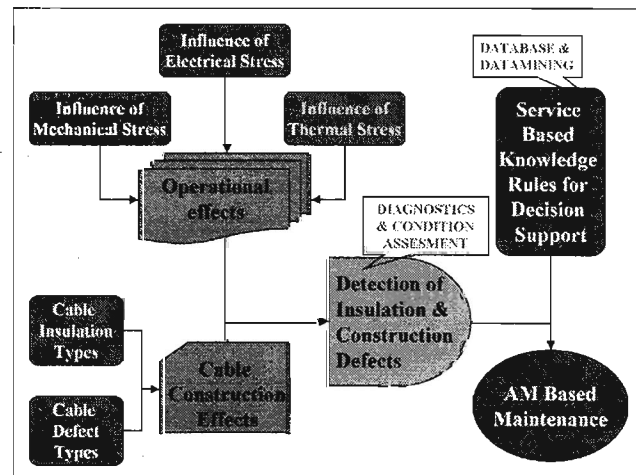 Influence of
Electrical Stress
DATABASE &
DATAMINING
Influence of
Mechanical Stress
Influence of
Thermal Stress
Service
Based
Knowledge
Rules for
Decision
Support
Operational
effects
DIAGNOSTICS
& CONDITION
ASSESMENT
Detection of
Insulation &
Construction
Defects
Cable
Insulation
Types
Cable
Construction
Effects
Cable
Defect
Types
AM Based
Maintenance